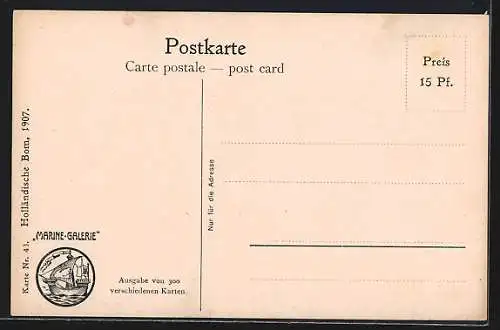 Postkarte
Carte postale — post card
Preis
15 Pf.
Nur für die Adresse
Karte Nr. 43. Holländische Bom, 1907.
„MARINE-GALERIE“
Ausgabe von 300
verschiedenen Karten.